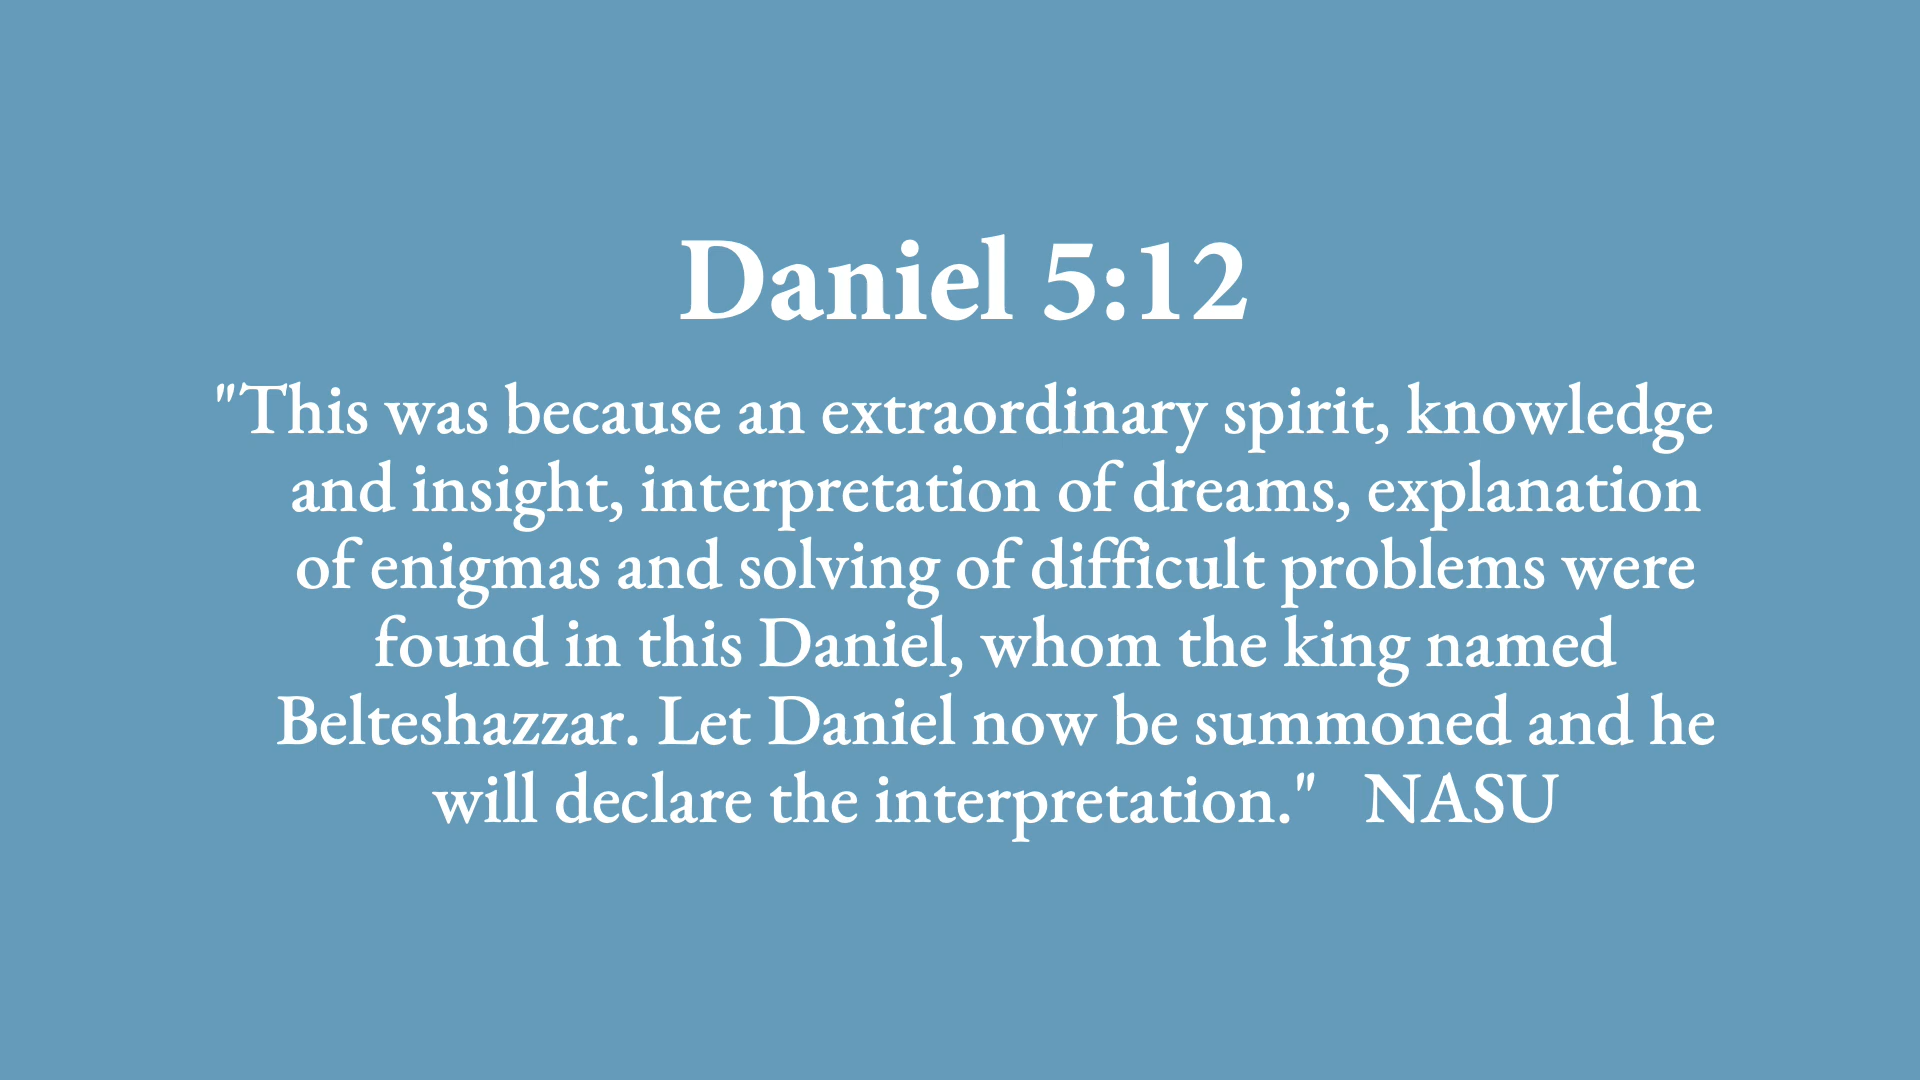 Daniel 5:12
"This was because an extraordinary spirit, knowledge
and insight, interpretation of dreams, explanation
of enigmas and solving of difficult problems were
found in this Daniel, whom the king named
Belteshazzar. Let Daniel now be summoned and he
will declare the interpretation."   NASU